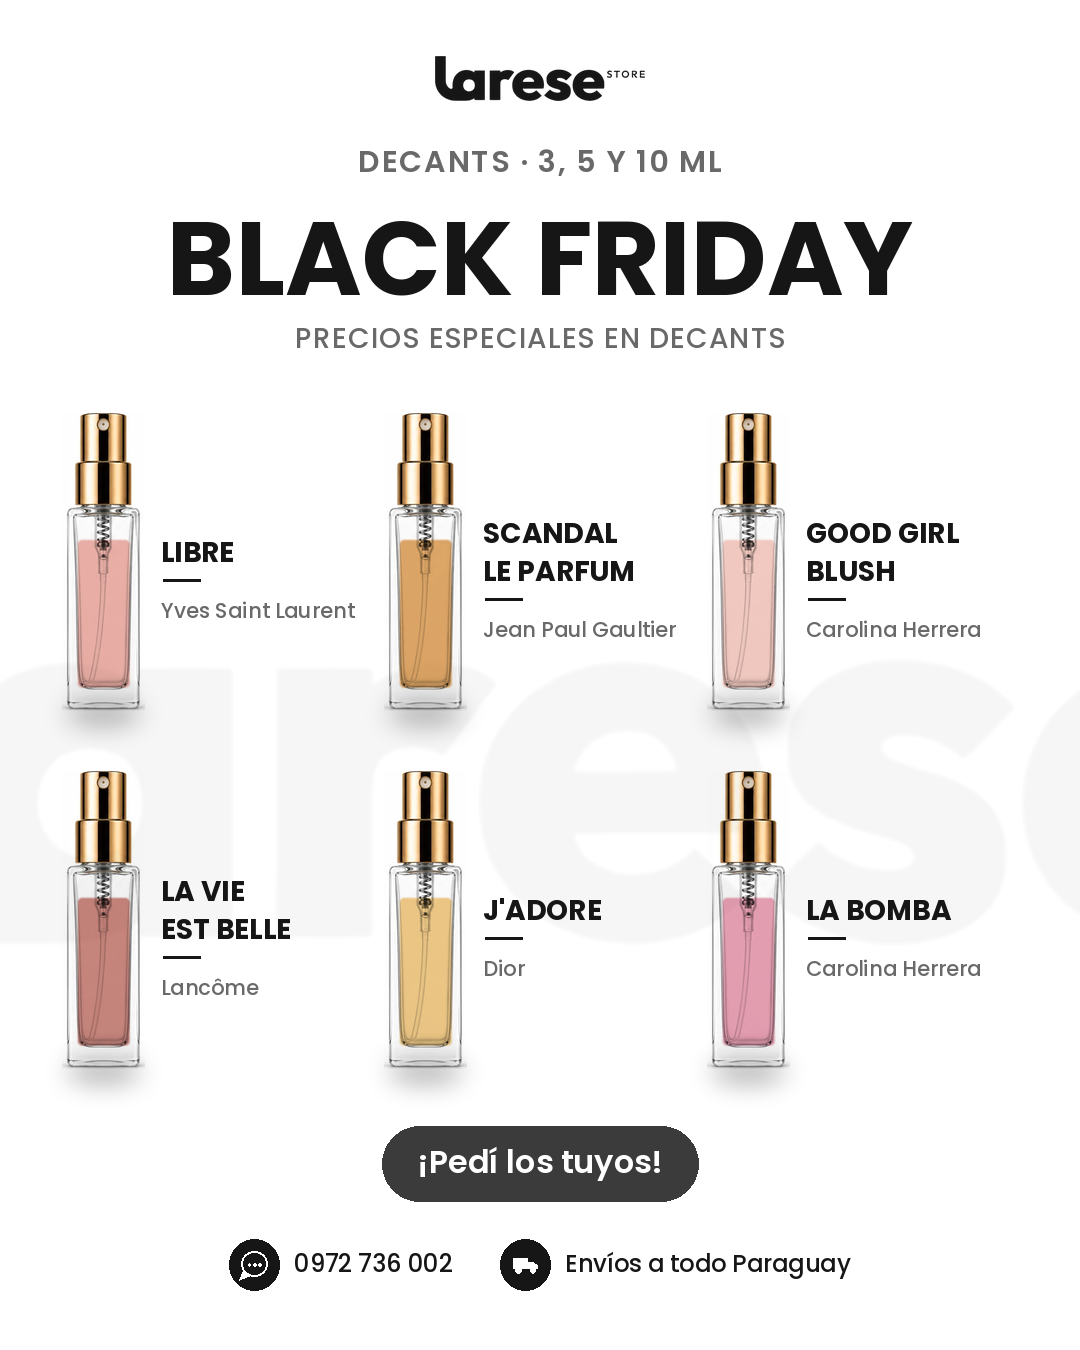 Larese STORE
DECANTS · 3, 5 Y 10 ML
BLACK FRIDAY
PRECIOS ESPECIALES EN DECANTS
LIBRE
Yves Saint Laurent
SCANDAL
LE PARFUM
Jean Paul Gaultier
GOOD GIRL
BLUSH
Carolina Herrera
LA VIE
EST BELLE
Lancôme
J'ADORE
Dior
LA BOMBA
Carolina Herrera
arese
¡Pedí los tuyos!
0972 736 002
Envíos a todo Paraguay